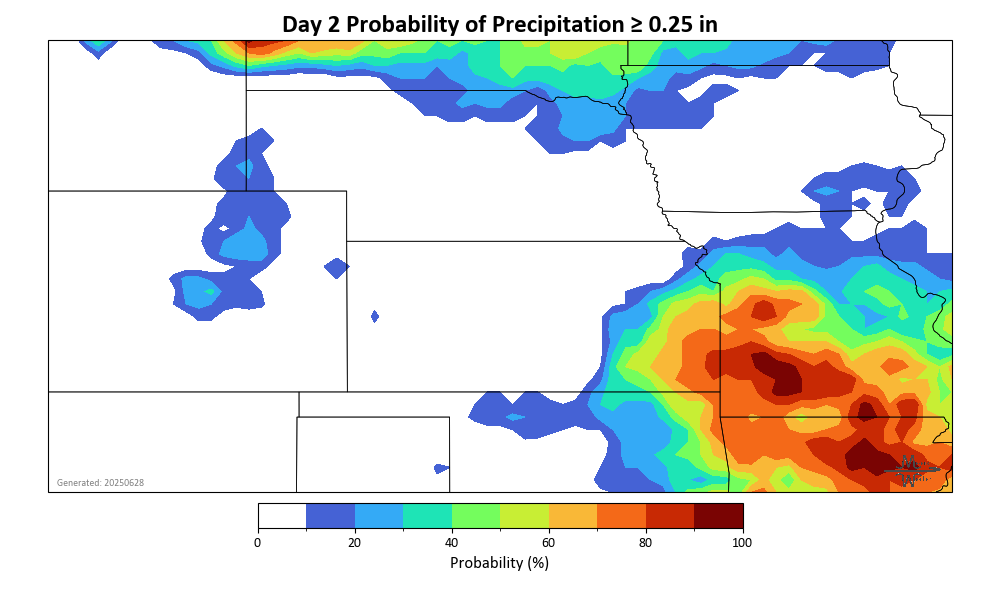 Day 2 Probability of Precipitation ≥ 0.25 in
Generated: 20250628
0 20 40 60 80 100
Probability (%)